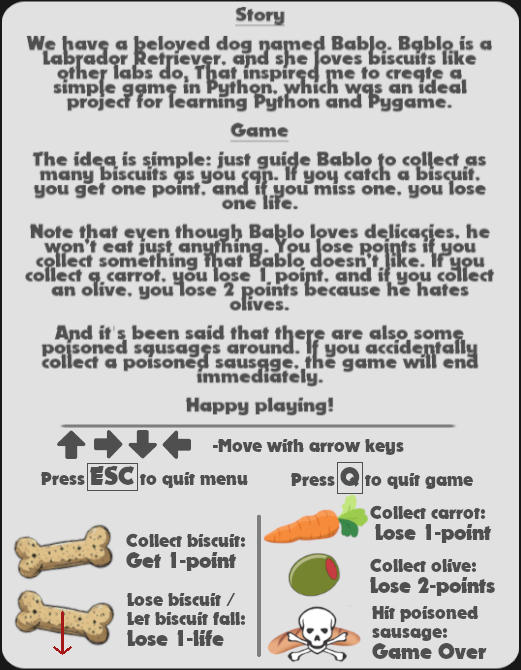 Story
We have a beloved dog named Bablo. Bablo is a
Labrador Retriever, and she loves biscuits like
other labs do. That inspired me to create a
simple game in Python, which was an ideal
project for learning Python and Pygame.
Game
The idea is simple: just guide Bablo to collect as
many biscuits as you can. If you catch a biscuit,
you get one point, and if you miss one, you lose
one life.
Note that even though Bablo loves delicacies, he
won't eat just anything. You lose points if you
collect something that Bablo doesn't like. If you
collect a carrot, you lose 1 point, and if you collect
an olive, you lose 2 points because he hates
olives.
And it's been said that there are also some
poisoned squsages around. If you accidentally
collect a poisoned sausage, the game will end
immediately.
Happy playing!
-Move with arrow keys
Press ESC to quit menu
Press Q to quit game
Collect biscuit:
Get 1-point
Lose biscuit /
Let biscuit fall:
Lose 1-life
Collect carrot:
Lose 1-point
Collect olive:
Lose 2-points
Hit poisoned
sausage:
Game Over